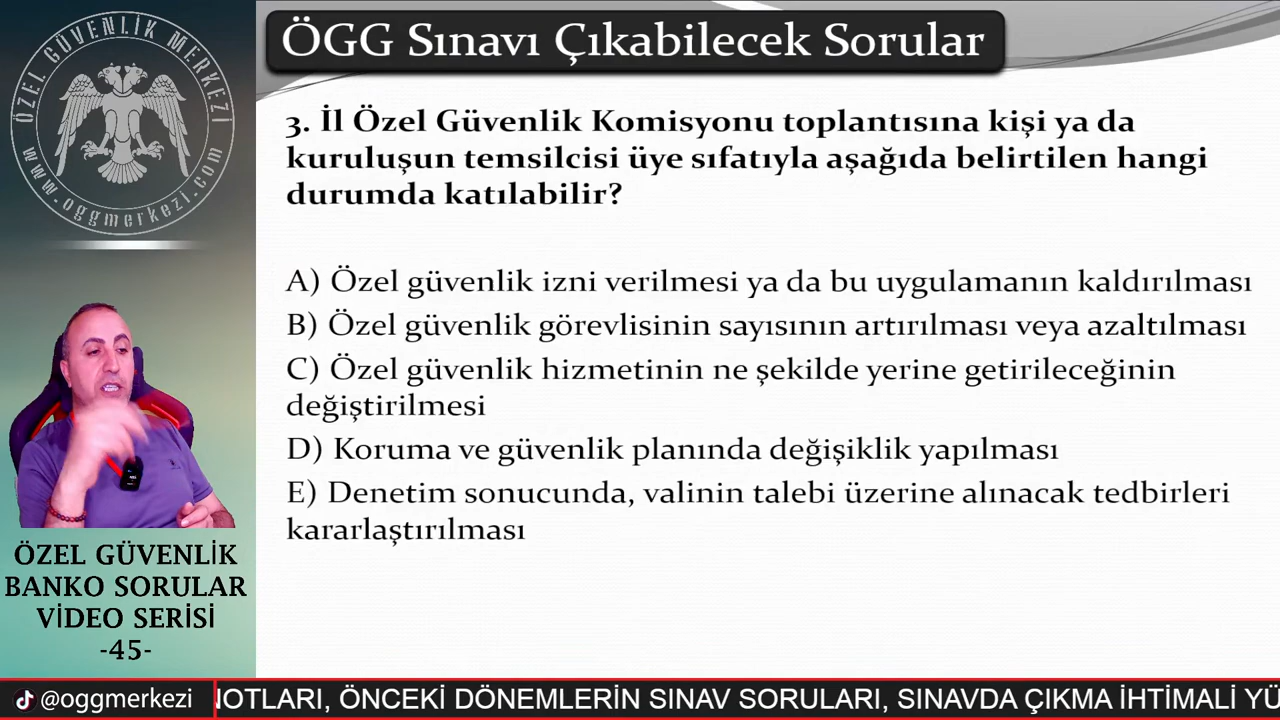 ÖGG Sınavı Çıkabilecek Sorular
ÖZEL GÜVENLİK MERKEZİ
www.oggmerkezi.com
3. İl Özel Güvenlik Komisyonu toplantısına kişi ya da
kuruluşun temsilcisi üye sıfatıyla aşağıda belirtilen hangi
durumda katılabilir?
A) Özel güvenlik izni verilmesi ya da bu uygulamanın kaldırılması
B) Özel güvenlik görevlisinin sayısının artırılması veya azaltılması
C) Özel güvenlik hizmetinin ne şekilde yerine getirileceğinin
değiştirilmesi
D) Koruma ve güvenlik planında değişiklik yapılması
E) Denetim sonucunda, valinin talebi üzerine alınacak tedbirleri
kararlaştırılması
ÖZEL GÜVENLİK
BANKO SORULAR
VİDEO SERİSİ
-45-
@oggmerkezi NOTLARI, ÖNCEKİ DÖNEMLERİN SINAV SORULARI, SINAVDA ÇIKMA İHTİMALİ YÜ